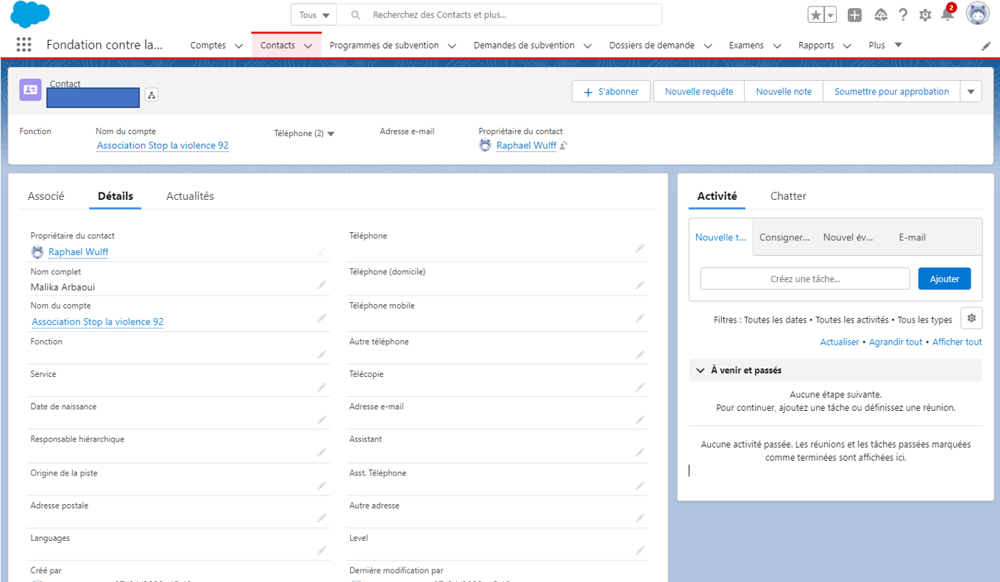 Tous
Recherchez des Contacts et plus...
2
Fondation contre la...
Comptes
Contacts
Programmes de subvention
Demandes de subvention
Dossiers de demande
Examens
Rapports
Plus
Contact
S'abonner
Nouvelle requête
Nouvelle note
Soumettre pour approbation
Fonction
Nom du compte
Téléphone (2)
Adresse e-mail
Propriétaire du contact
Association Stop la violence 92
Raphael Wulff
Associé
Détails
Actualités
Propriétaire du contact
Raphael Wulff
Téléphone
Nom complet
Malika Arbaoui
Téléphone (domicile)
Nom du compte
Association Stop la violence 92
Téléphone mobile
Fonction
Autre téléphone
Service
Télécopie
Date de naissance
Adresse e-mail
Responsable hiérarchique
Assistant
Origine de la piste
Asst. Téléphone
Adresse postale
Autre adresse
Languages
Level
Créé par
Dernière modification par
Activité
Chatter
Nouvelle t...
Consigner...
Nouvel év...
E-mail
Créez une tâche...
Ajouter
Filtres : Toutes les dates • Toutes les activités • Tous les types
Actualiser • Agrandir tout • Afficher tout
À venir et passés
Aucune étape suivante.
Pour continuer, ajoutez une tâche ou définissez une réunion.
Aucune activité passée. Les réunions et les tâches passées marquées
comme terminées sont affichées ici.